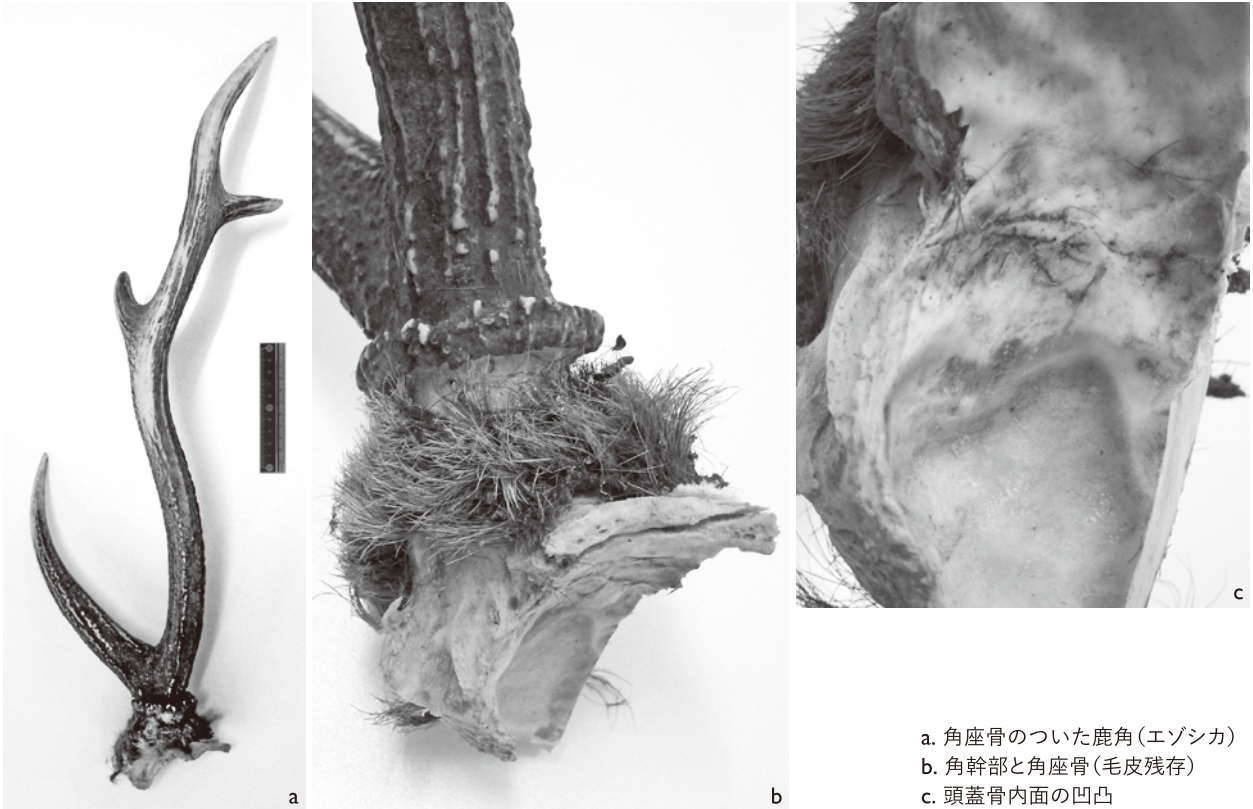 a
b
c
a. 角座骨のついた鹿角（エゾシカ）
b. 角幹部と角座骨（毛皮残存）
c. 頭蓋骨内面の凹凸